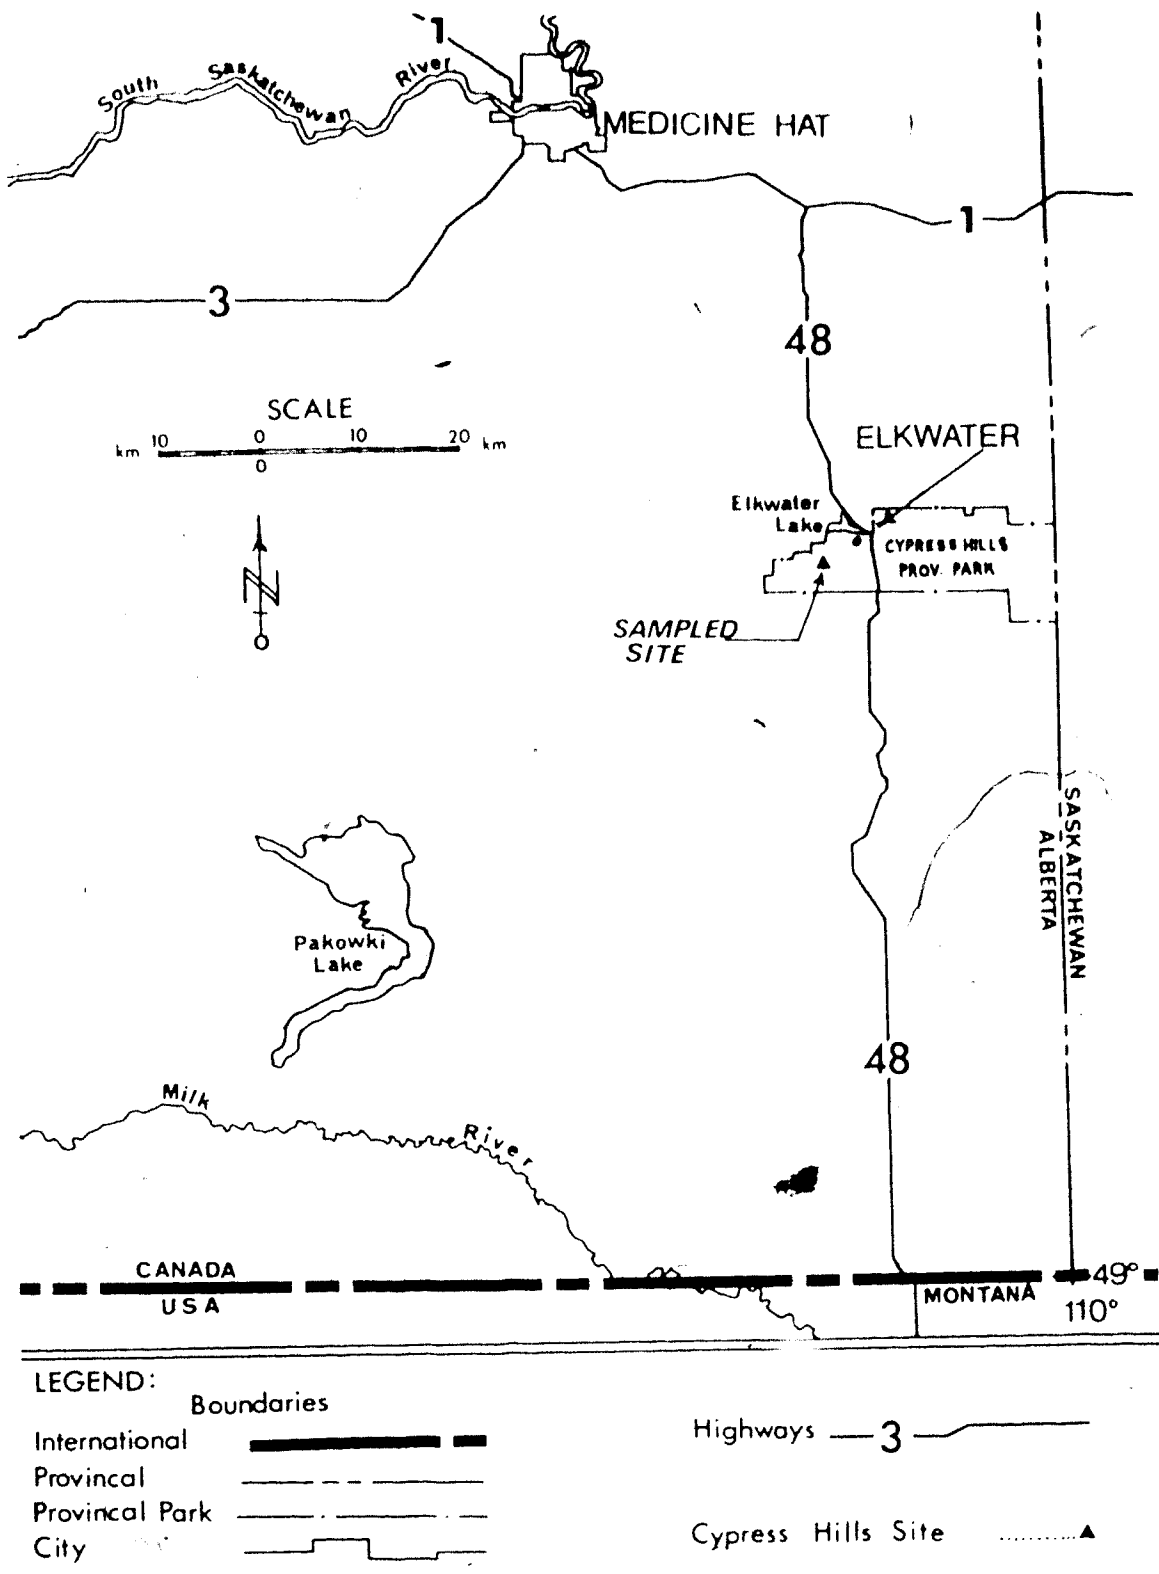 1
South Saskatchewan River
MEDICINE HAT
1
3
48
SCALE
km 10 0 10 20 km
0
ELKWATER
Elkwater
Lake
CYPRESS HILLS
PROV. PARK
N
SAMPLED
SITE
SASKATCHEWAN
ALBERTA
Pakowki
Lake
48
Milk River
CANADA
USA
49°
MONTANA
110°
LEGEND:
Boundaries
International
Provincal
Provincal Park
City
Highways 3
Cypress Hills Site